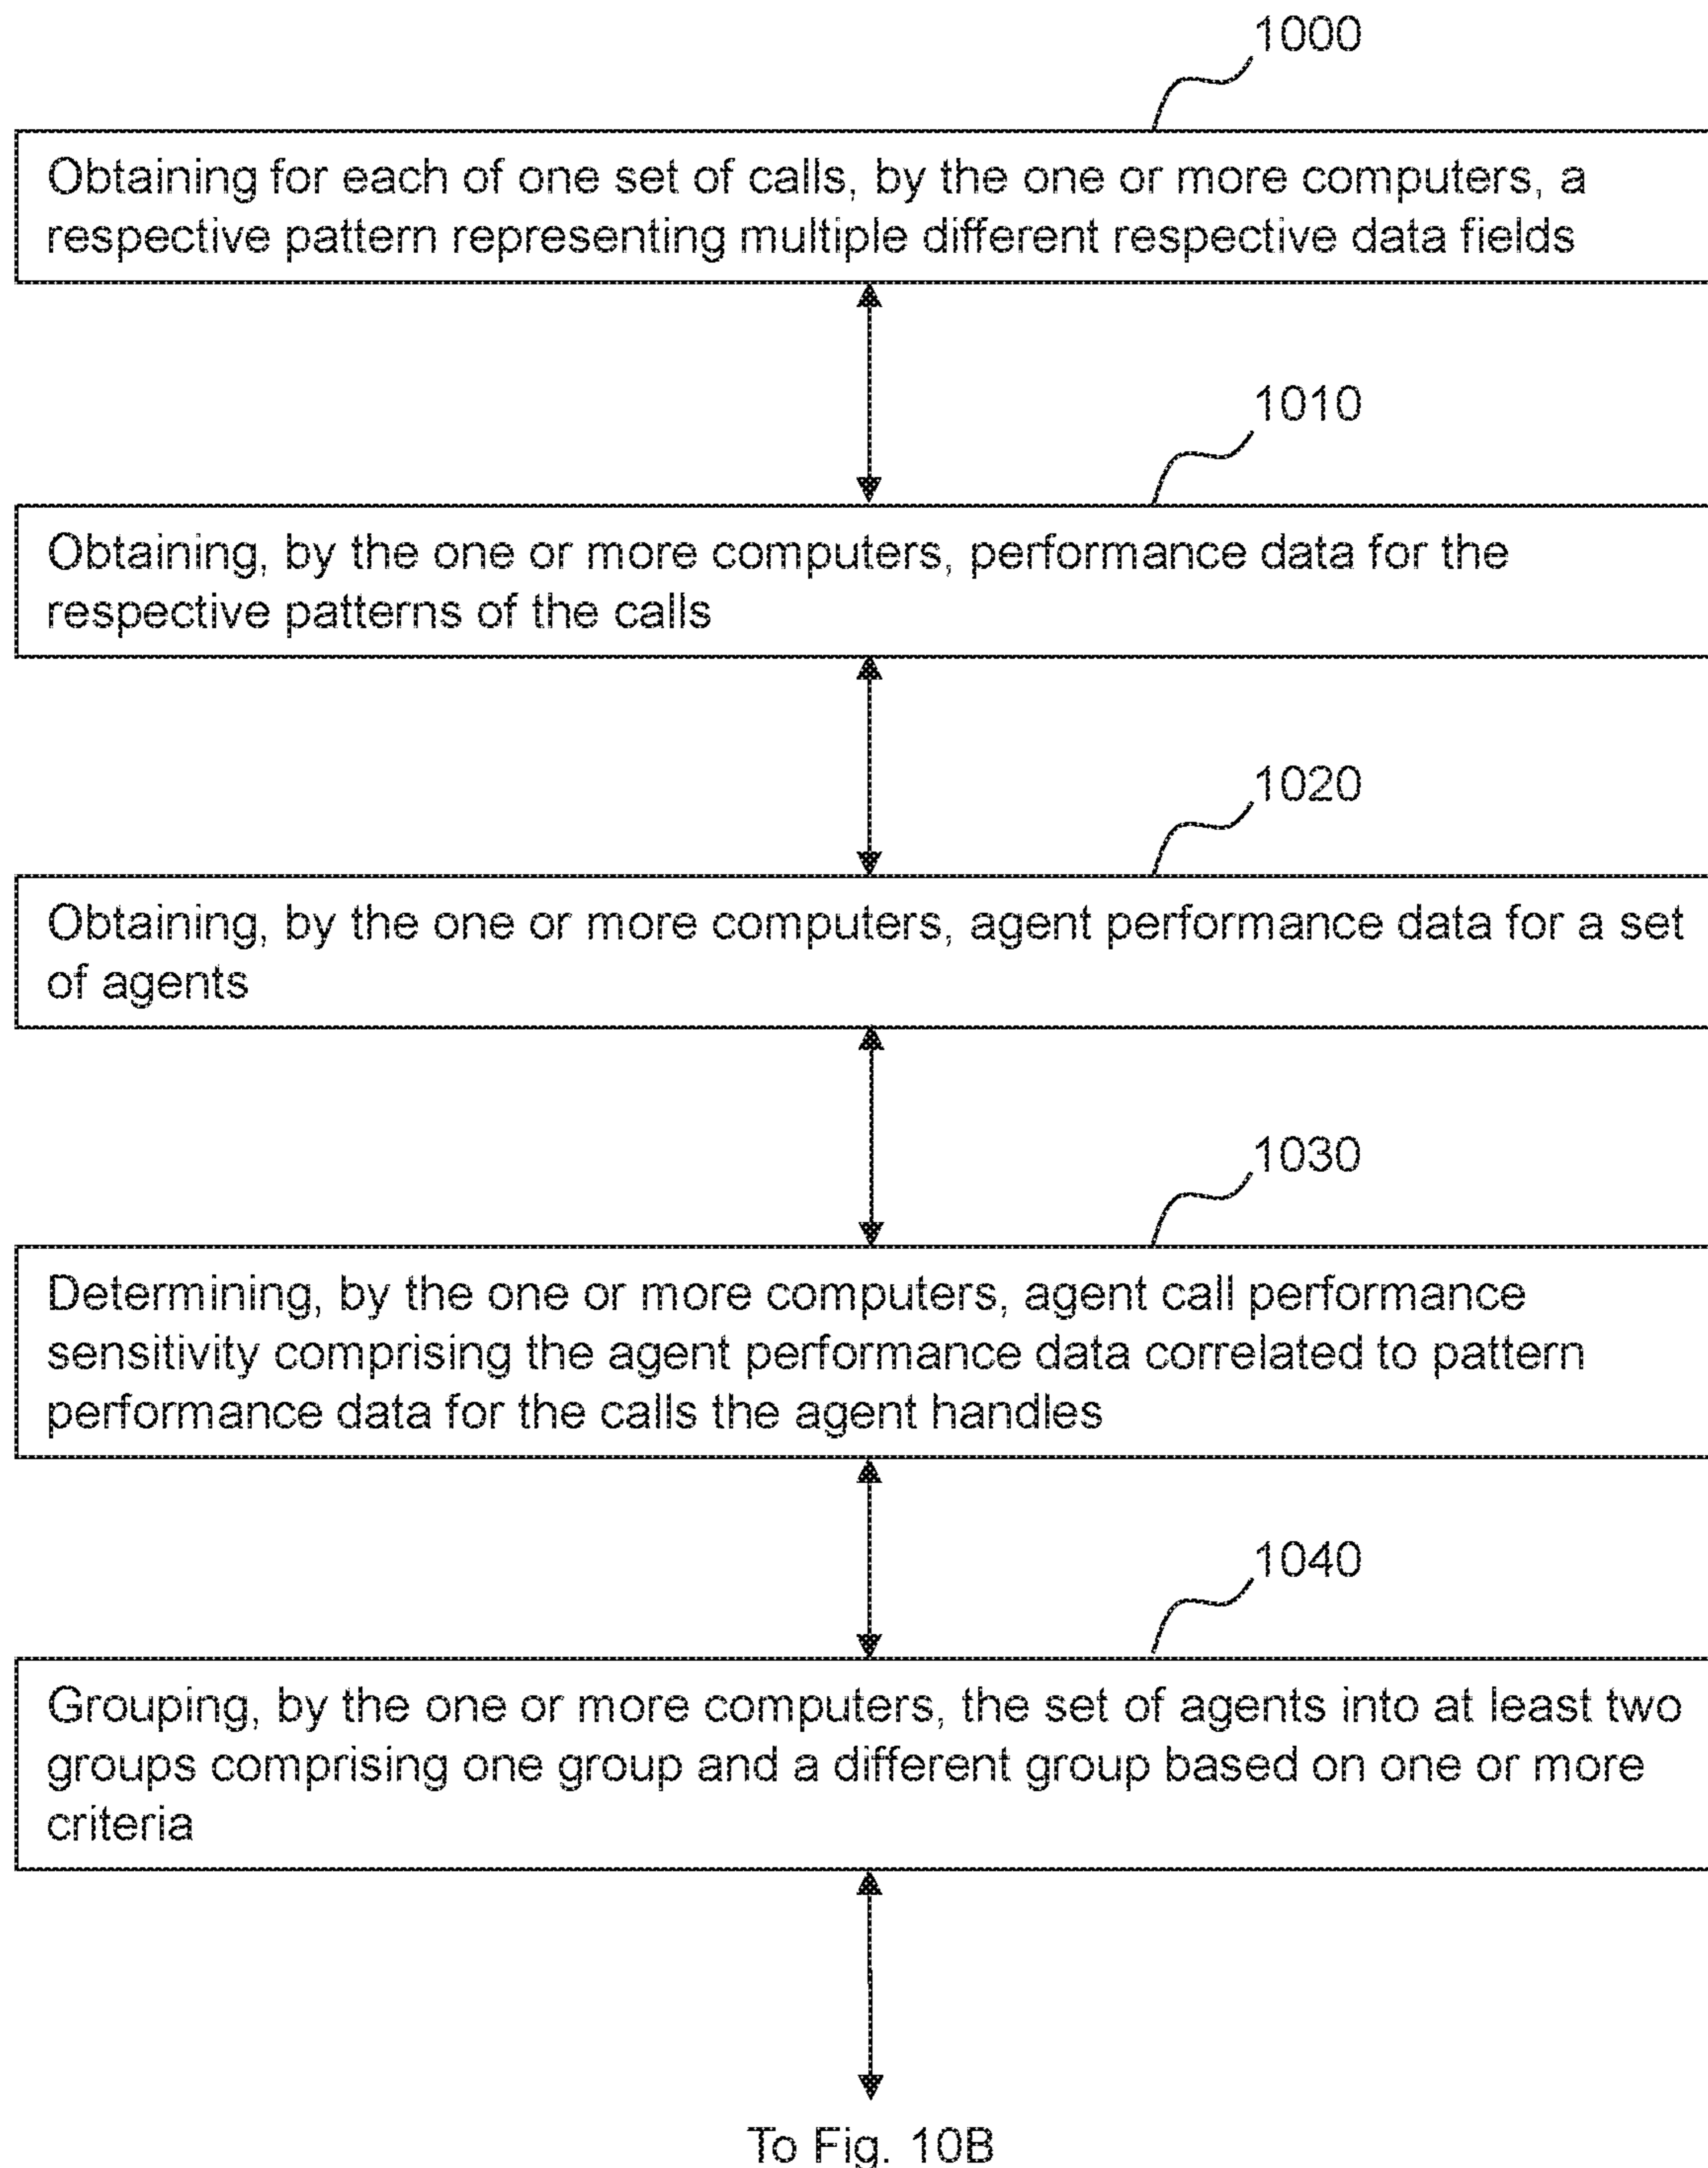 1000
Obtaining for each of one set of calls, by the one or more computers, a
respective pattern representing multiple different respective data fields
1010
Obtaining, by the one or more computers, performance data for the
respective patterns of the calls
1020
Obtaining, by the one or more computers, agent performance data for a set
of agents
1030
Determining, by the one or more computers, agent call performance
sensitivity comprising the agent performance data correlated to pattern
performance data for the calls the agent handles
1040
Grouping, by the one or more computers, the set of agents into at least two
groups comprising one group and a different group based on one or more
criteria
To Fig. 10B